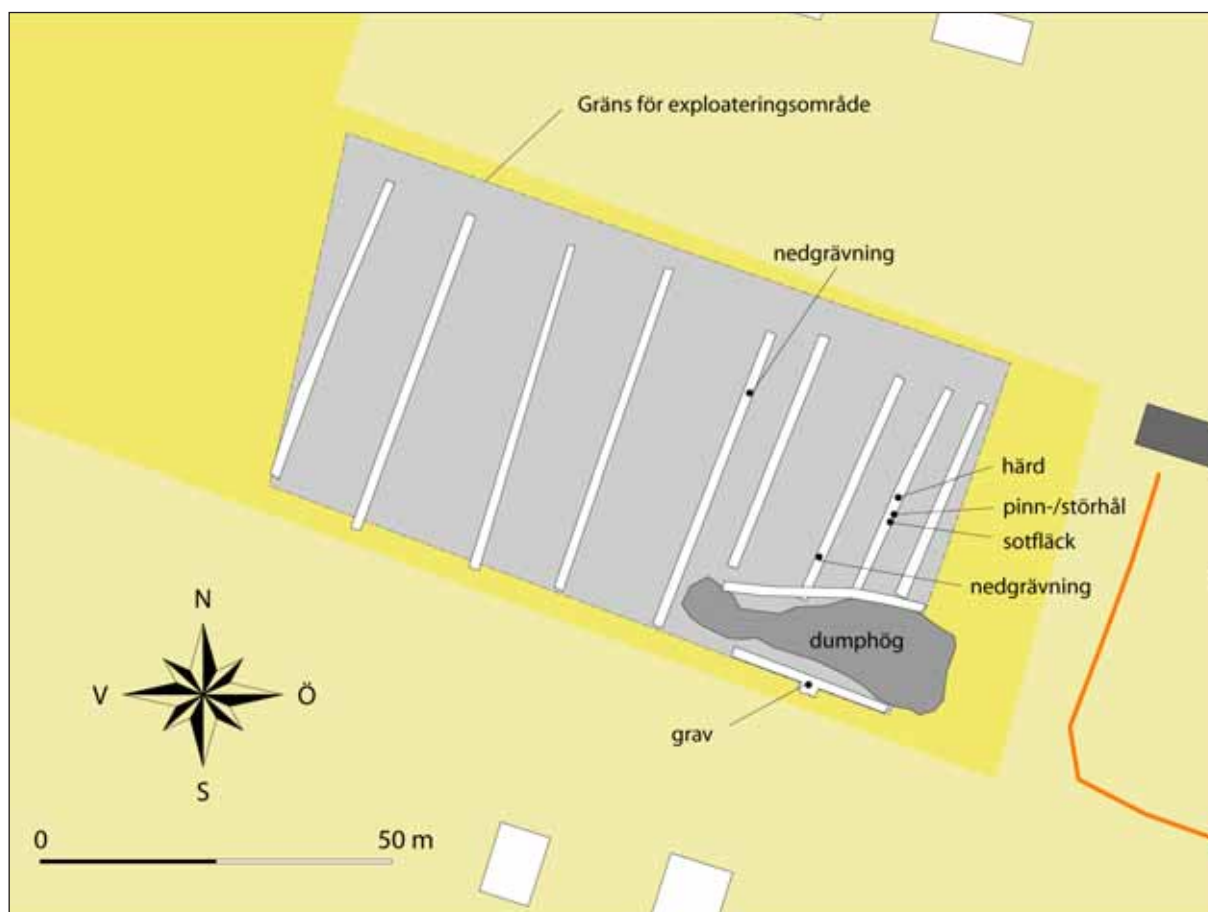 Gräns för exploateringsområde
nedgrävning
härd
pinn-/störhål
sotfläck
nedgrävning
dumphög
grav
N
V
Ö
S
0
50 m